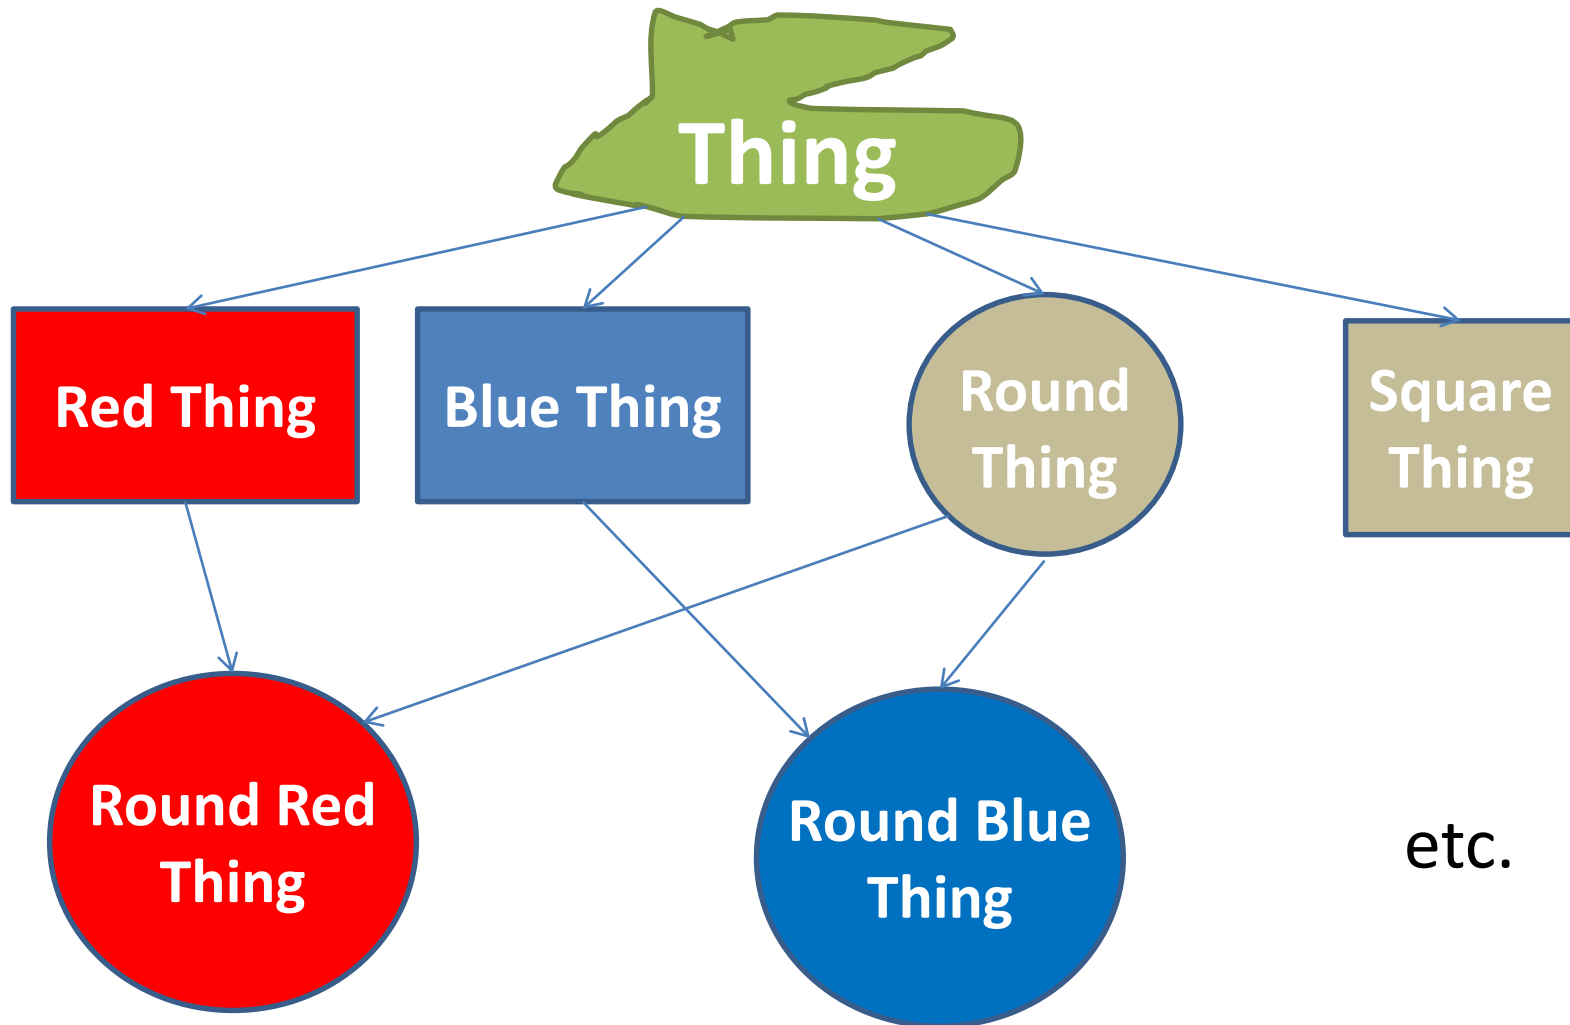 Thing
Red Thing
Blue Thing
Round
Thing
Square
Thing
Round Red
Thing
Round Blue
Thing
etc.